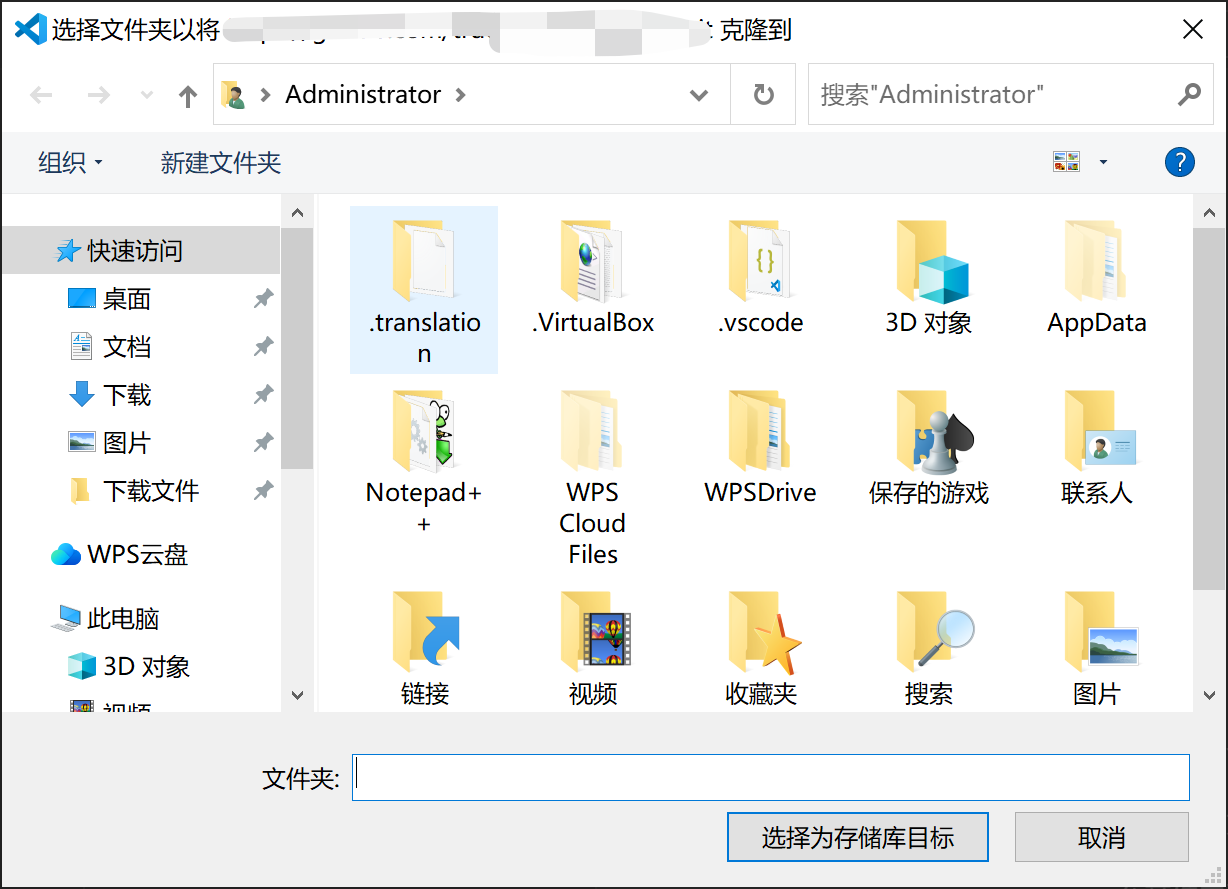 选择文件夹以将
克隆到
Administrator
搜索"Administrator"
组织
新建文件夹
?
快速访问
桌面
文档
下载
图片
下载文件
WPS云盘
此电脑
3D 对象
视频
.translatio
n
.VirtualBox
.vscode
3D 对象
AppData
Notepad+
+
WPS
Cloud
Files
WPSDrive
保存的游戏
联系人
链接
视频
收藏夹
搜索
图片
文件夹:
选择为存储库目标
取消